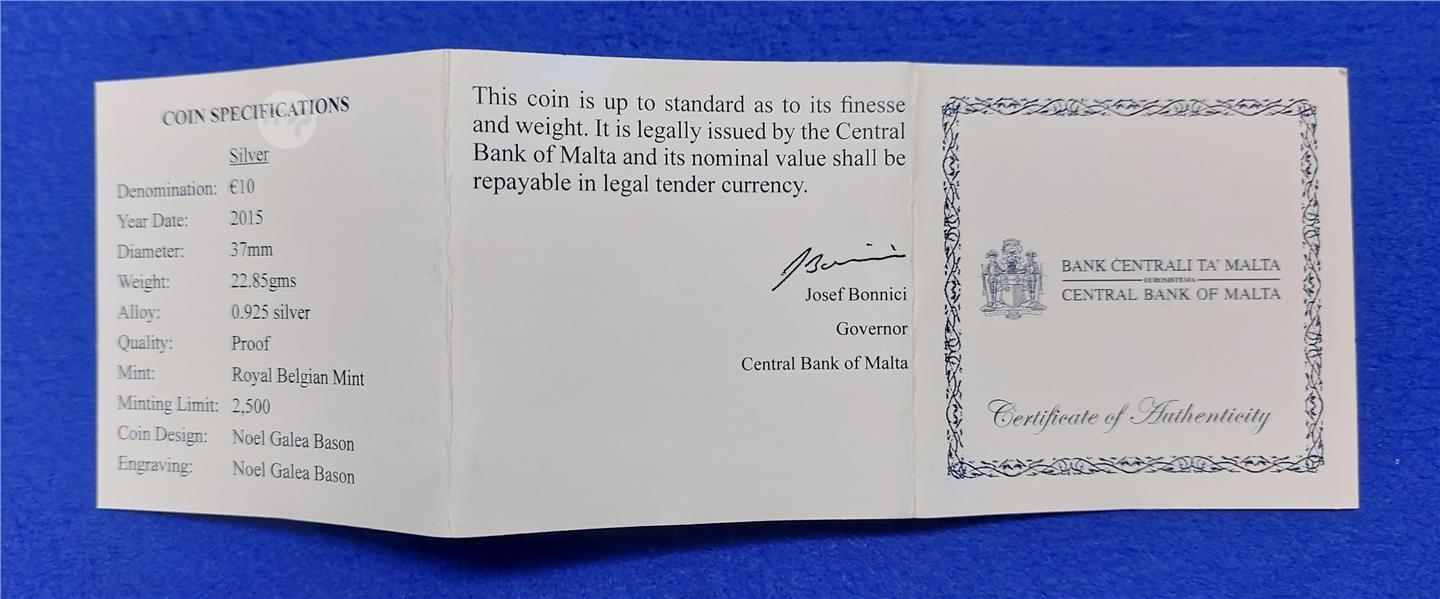 COIN SPECIFICATIONS
Silver
Denomination: €10
Year Date: 2015
Diameter: 37mm
Weight: 22.85gms
Alloy: 0.925 silver
Quality: Proof
Mint: Royal Belgian Mint
Minting Limit: 2,500
Coin Design: Noel Galea Bason
Engraving: Noel Galea Bason
This coin is up to standard as to its finesse
and weight. It is legally issued by the Central
Bank of Malta and its nominal value shall be
repayable in legal tender currency.
JBonnici
Josef Bonnici
Governor
Central Bank of Malta
BANK ĊENTRALI TA' MALTA
EUROSISTEMA
CENTRAL BANK OF MALTA
Certificate of Authenticity